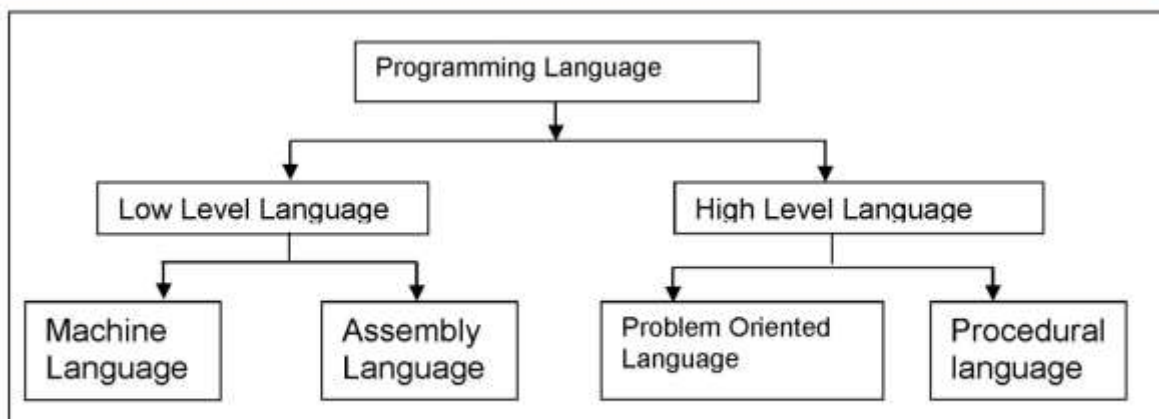 Programming Language
Low Level Language
High Level Language
Machine
Language
Assembly
Language
Problem Oriented
Language
Procedural
language